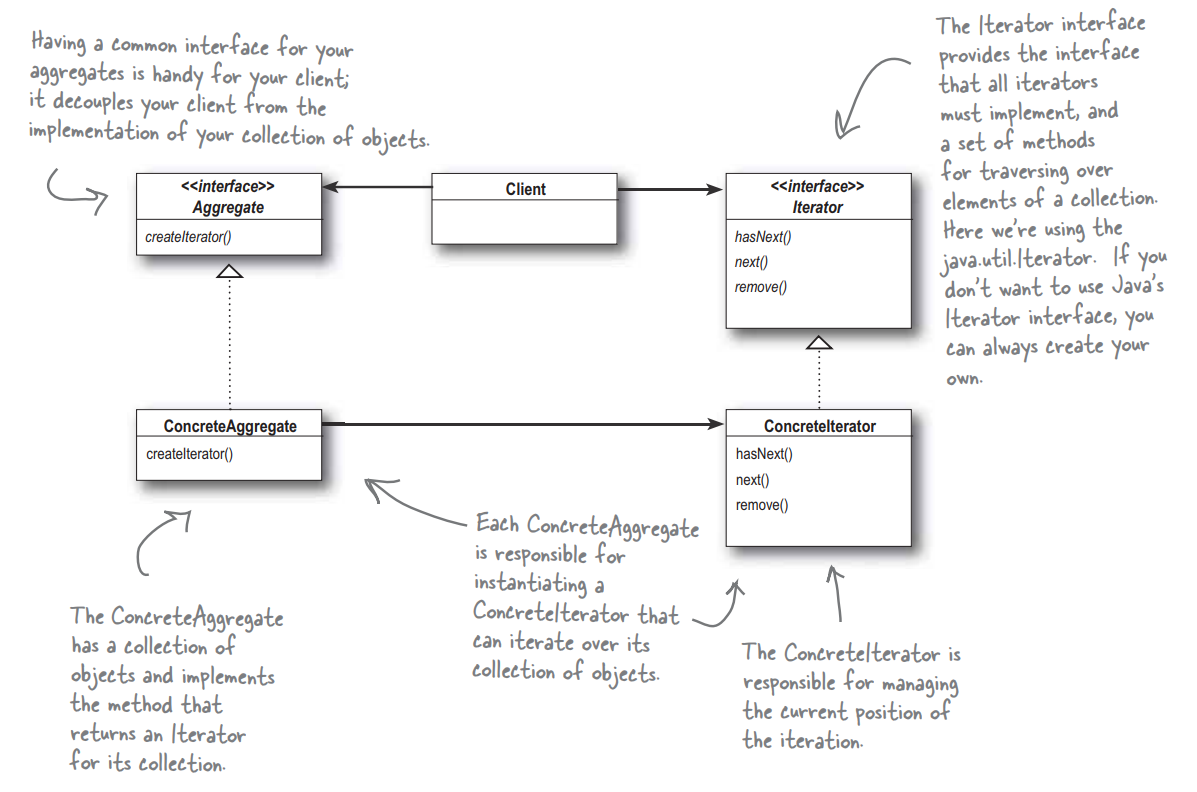 Having a common interface for your
aggregates is handy for your client;
it decouples your client from the
implementation of your collection of objects.
The Iterator interface
provides the interface
that all iterators
must implement, and
a set of methods
for traversing over
elements of a collection.
Here we're using the
java.util.Iterator. If you
don't want to use Java's
Iterator interface, you
can always create your
own.
<<interface>>
Aggregate
createIterator()
Client
<<interface>>
Iterator
hasNext()
next()
remove()
ConcreteAggregate
createIterator()
ConcreteIterator
hasNext()
next()
remove()
Each ConcreteAggregate
is responsible for
instantiating a
ConcreteIterator that
can iterate over its
collection of objects.
The ConcreteAggregate
has a collection of
objects and implements
the method that
returns an Iterator
for its collection.
The ConcreteIterator is
responsible for managing
the current position of
the iteration.